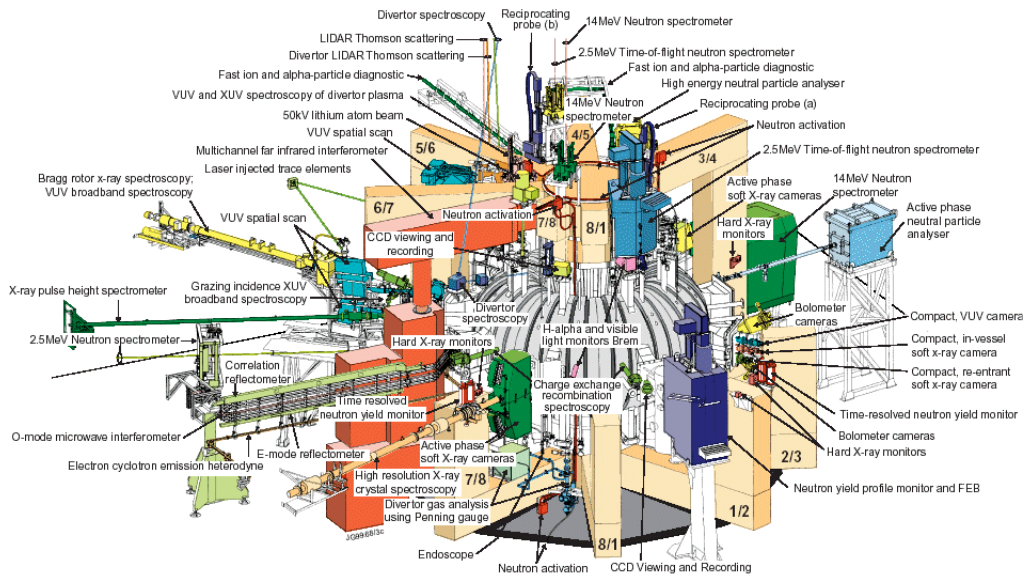 Divertor spectroscopy
LIDAR Thomson scattering
Divertor LIDAR Thomson scattering
Fast ion and alpha-particle diagnostic
VUV and XUV spectroscopy of divertor plasma
50kV lithium atom beam
VUV spatial scan
Multichannel far infrared interferometer
Laser injected trace elements
Bragg rotor x-ray spectroscopy;
VUV broadband spectroscopy
VUV spatial scan
Grazing incidence XUV
broadband spectroscopy
X-ray pulse height spectrometer
2.5MeV Neutron spectrometer
Correlation
reflectometer
O-mode microwave interferometer
Electron cyclotron emission heterodyne
E-mode reflectometer
High resolution X-ray
crystal spectroscopy
Reciprocating
probe (b)
14MeV Neutron
spectrometer
2.5MeV Time-of-flight neutron spectrometer
Fast ion and alpha-particle diagnostic
High energy neutral particle analyser
14MeV Neutron
spectrometer
Reciprocating probe (a)
Neutron activation
2.5MeV Time-of-flight neutron spectrometer
Active phase
soft X-ray cameras
14MeV Neutron
spectrometer
Hard X-ray
monitors
Active phase
neutral particle
analyser
5/6
4/5
3/4
6/7
7/8
8/1
Neutron activation
CCD viewing and
recording
Divertor
spectroscopy
H-alpha and visible
light monitors Brem
Hard X-ray monitors
Charge exchange
recombination
spectroscopy
Time resolved
neutron yield monitor
Active phase
soft X-ray cameras
Bolometer
cameras
Compact, VUV camera
Compact, in-vessel
soft x-ray camera
Compact, re-entrant
soft x-ray camera
Time-resolved neutron yield monitor
Bolometer cameras
Hard X-ray monitors
Neutron yield profile monitor and FEB
7/8
8/1
1/2
2/3
Divertor gas analysis
using Penning gauge
JG99.68/3c
Endoscope
Neutron activation
CCD Viewing and Recording